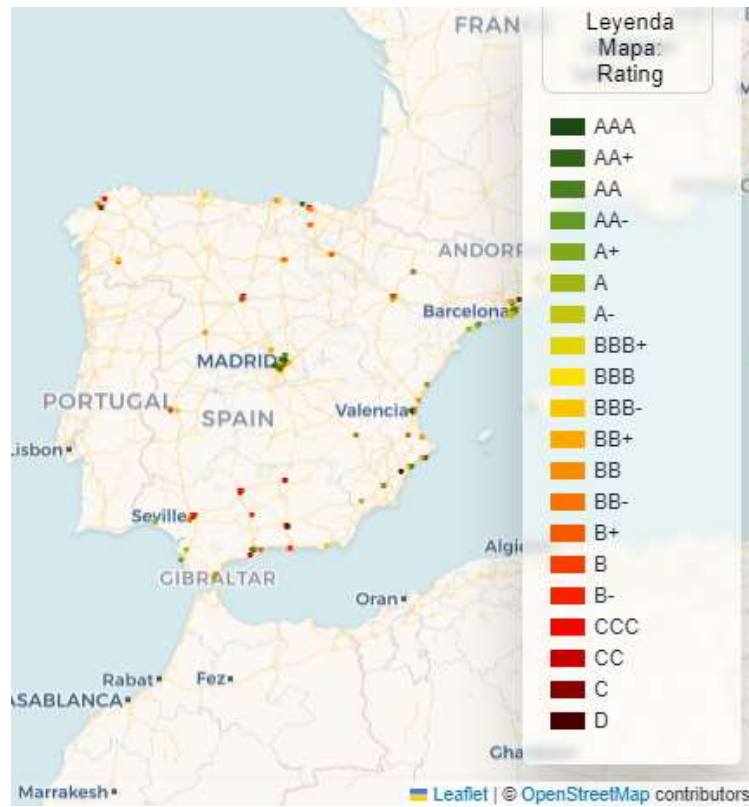 FRAN
Leyenda
Mapa:
Rating
AAA
AA+
AA
AA-
A+
A
A-
BBB+
BBB
BBB-
BB+
BB
BB-
B+
B
B-
CCC
CC
C
D
ANDORR
Barcelona
MADRID
PORTUGAL
SPAIN
Valencia
Lisbon
Seville
GIBRALTAR
Algie
Oran
Rabat
Fez
ASABLANCA
Gha
Marrakesh
Leaflet | © OpenStreetMap contributors